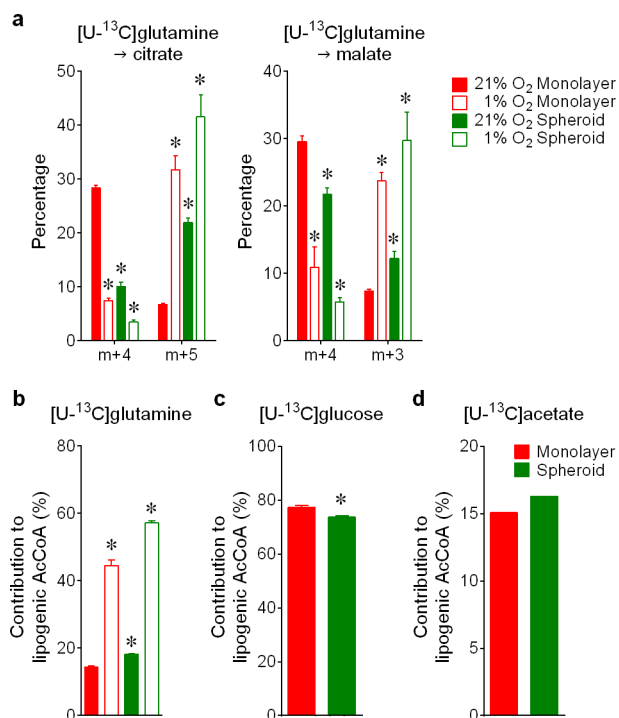 a
[U-¹³C]glutamine
→ citrate
[U-¹³C]glutamine
→ malate
21% O₂ Monolayer
1% O₂ Monolayer
21% O₂ Spheroid
1% O₂ Spheroid
Percentage
50
40
30
20
10
0
* * * * * *
m+4 m+5
Percentage
40
30
20
10
0
* * * * * *
m+4 m+3
b
[U-¹³C]glutamine
Contribution to
lipogenic AcCoA (%)
80
60
40
20
0
* * *
c
[U-¹³C]glucose
Contribution to
lipogenic AcCoA (%)
100
80
60
40
20
0
*
d
[U-¹³C]acetate
Monolayer
Spheroid
Contribution to
lipogenic AcCoA (%)
20
15
10
5
0